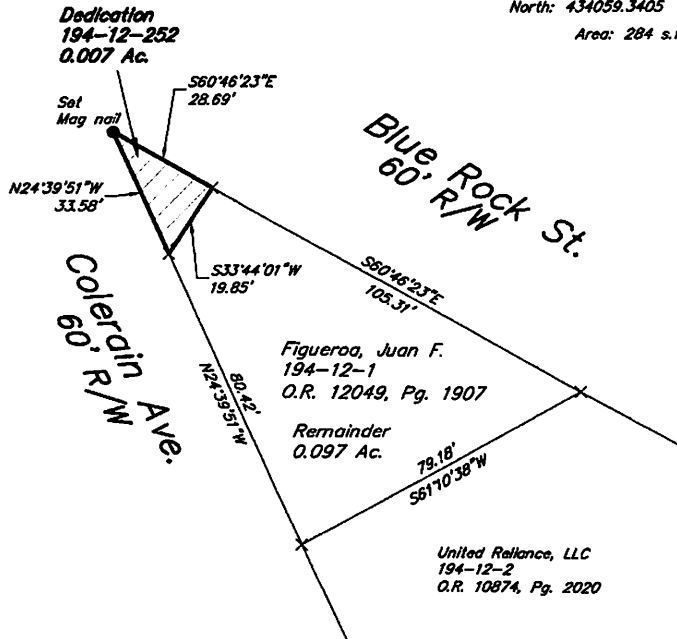 North: 434059.3405
Area: 284 s.
Dedication
194-12-252
0.007 Ac.
Set
Mag nail
S60°46'23"E
28.69'
N24°39'51"W
33.58'
S33°44'01"W
19.85'
Blue Rock St.
60' R/W
Colerain Ave.
60' R/W
S60°46'23"E
105.31'
80.42'
N24°39'51"W
Figueroa, Juan F.
194-12-1
O.R. 12049, Pg. 1907
Remainder
0.097 Ac.
79.18'
S61°10'38"W
United Reliance, LLC
194-12-2
O.R. 10874, Pg. 2020